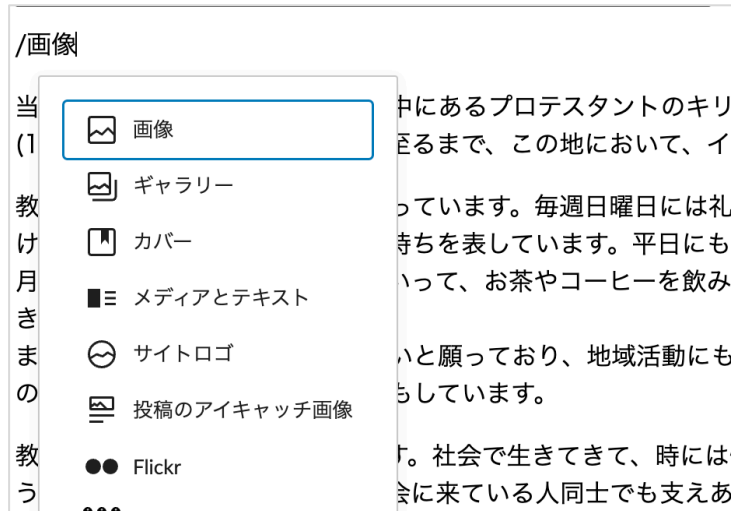 /画像
画像
ギャラリー
カバー
メディアとテキスト
サイトロゴ
投稿のアイキャッチ画像
Flickr
当
中にあるプロテスタントのキリ
(1
至るまで、この地において、イ
教
っています。毎週日曜日には礼
け
持ちを表しています。平日にも
月
いって、お茶やコーヒーを飲み
き
ま
いと願っており、地域活動にも
の
もしています。
教
す。社会で生きてきて、時には
う
会に来ている人同士でも支えあ